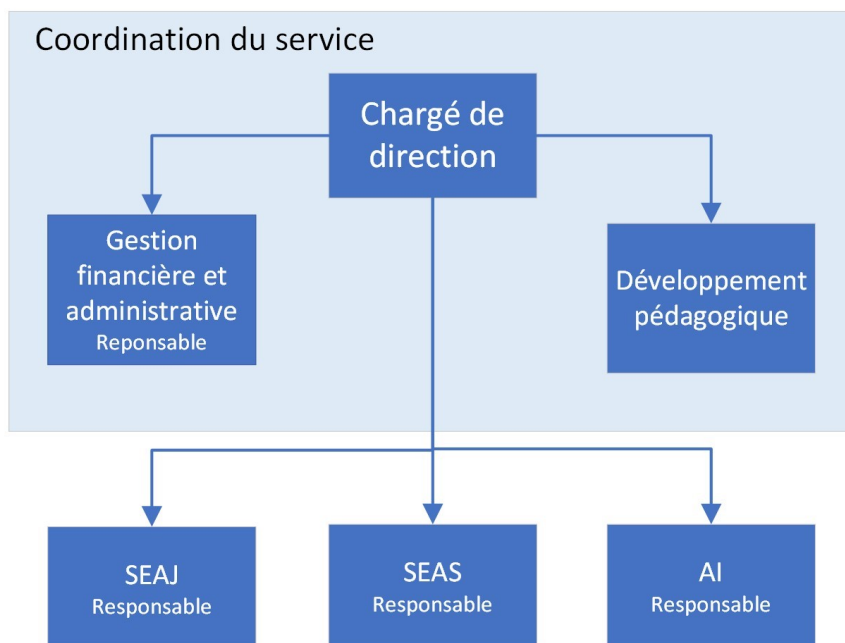 Coordination du service
Chargé de
direction
Gestion
financière et
administrative
Reponsable
Développement
pédagogique
SEAJ
Responsable
SEAS
Responsable
AI
Responsable